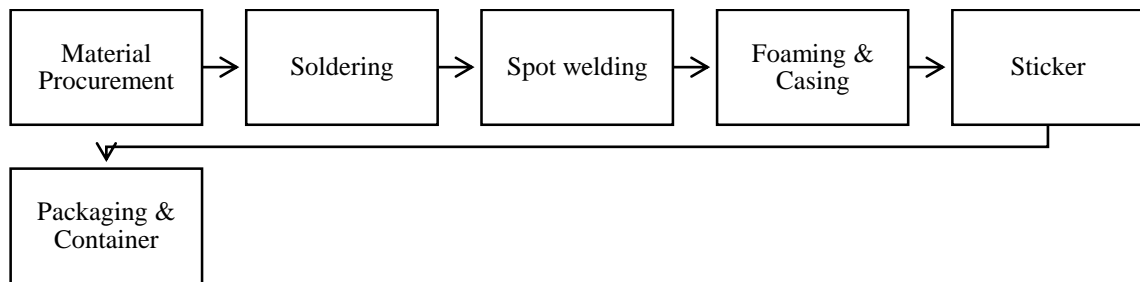 Material
Procurement
Soldering
Spot welding
Foaming &
Casing
Sticker
Packaging &
Container